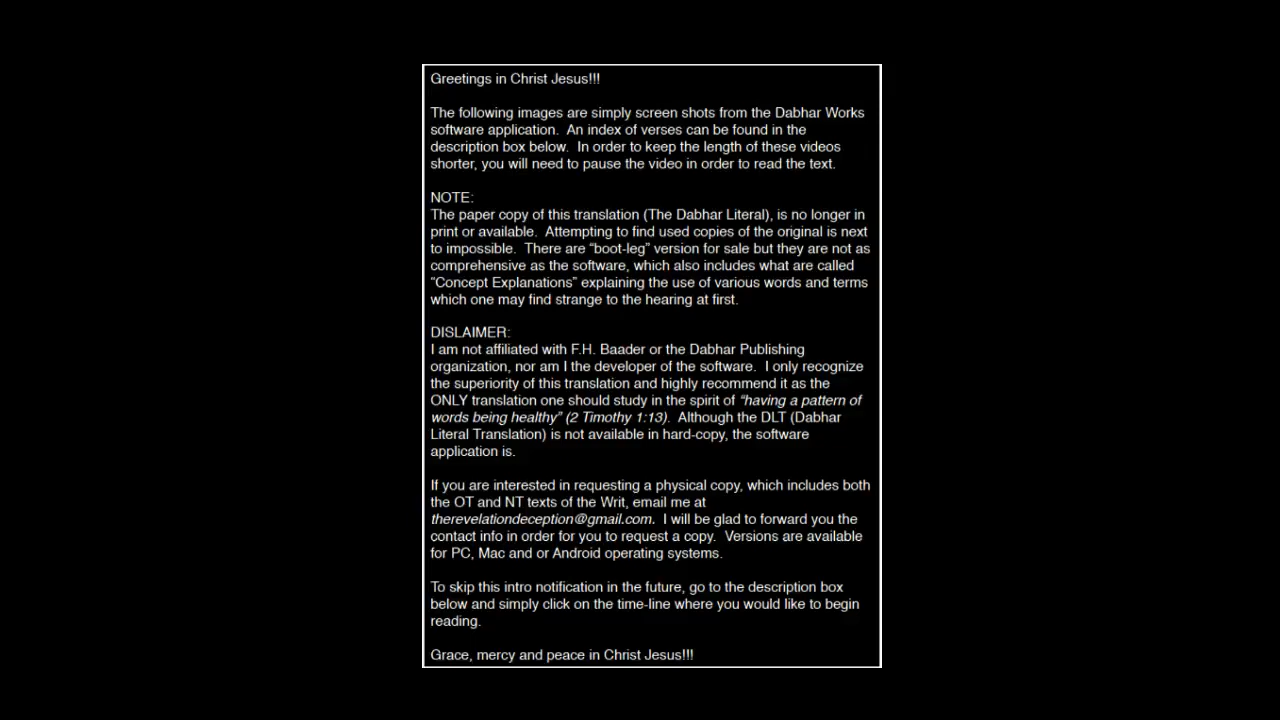 Greetings in Christ Jesus!!!
The following images are simply screen shots from the Dabhar Works
software application.  An index of verses can be found in the
description box below.  In order to keep the length of these videos
shorter, you will need to pause the video in order to read the text.
NOTE:
The paper copy of this translation (The Dabhar Literal), is no longer in
print or available.  Attempting to find used copies of the original is next
to impossible.  There are “boot-leg” version for sale but they are not as
comprehensive as the software, which also includes what are called
“Concept Explanations” explaining the use of various words and terms
which one may find strange to the hearing at first.
DISLAIMER:
I am not affiliated with F.H. Baader or the Dabhar Publishing
organization, nor am I the developer of the software.  I only recognize
the superiority of this translation and highly recommend it as the
ONLY translation one should study in the spirit of “having a pattern of
words being healthy” (2 Timothy 1:13).  Although the DLT (Dabhar
Literal Translation) is not available in hard-copy, the software
application is.
If you are interested in requesting a physical copy, which includes both
the OT and NT texts of the Writ, email me at
therevelationdeception@gmail.com.  I will be glad to forward you the
contact info in order for you to request a copy.  Versions are available
for PC, Mac and or Android operating systems.
To skip this intro notification in the future, go to the description box
below and simply click on the time-line where you would like to begin
reading.
Grace, mercy and peace in Christ Jesus!!!